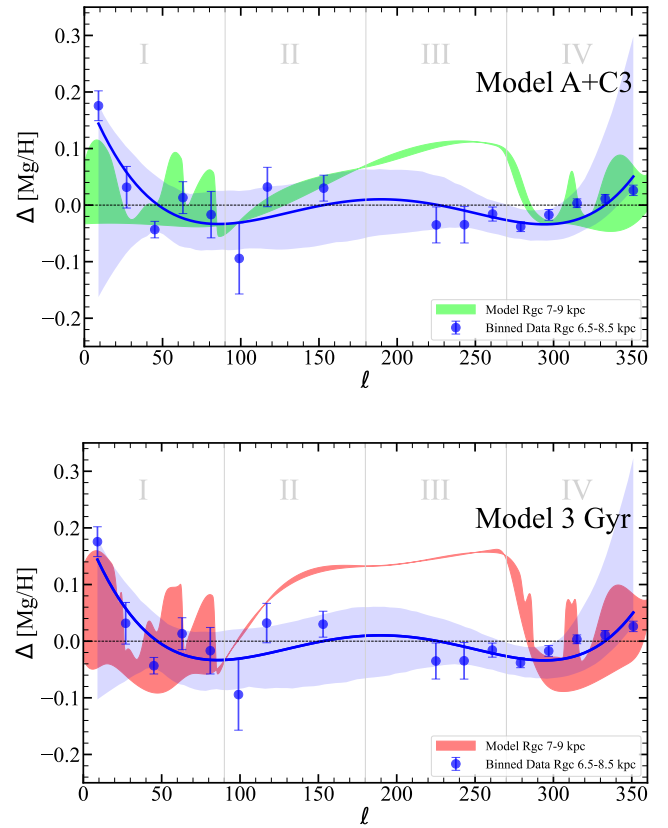 I II III IV
Model A+C3
Δ [Mg/H]
0.3
0.2
0.1
0.0
−0.1
−0.2
Model Rgc 7-9 kpc
Binned Data Rgc 6.5-8.5 kpc
0 50 100 150 200 250 300 350
ℓ
I II III IV
Model 3 Gyr
Δ [Mg/H]
0.3
0.2
0.1
0.0
−0.1
−0.2
Model Rgc 7-9 kpc
Binned Data Rgc 6.5-8.5 kpc
0 50 100 150 200 250 300 350
ℓ